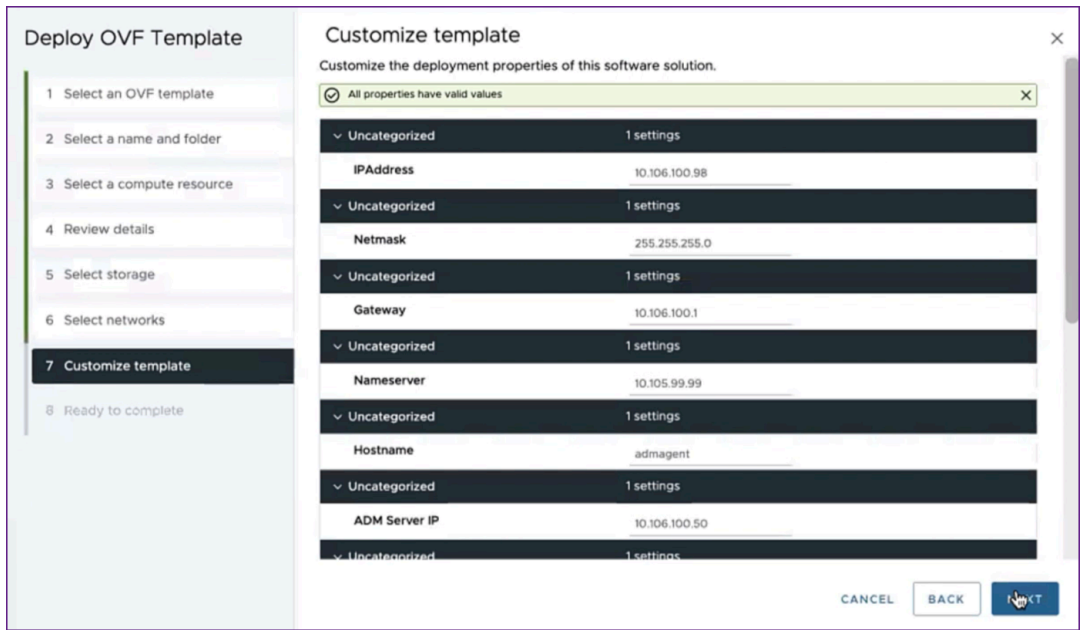 Deploy OVF Template
1 Select an OVF template
2 Select a name and folder
3 Select a compute resource
4 Review details
5 Select storage
6 Select networks
7 Customize template
8 Ready to complete
Customize template
Customize the deployment properties of this software solution.
All properties have valid values
Uncategorized 1 settings
IPAddress 10.106.100.98
Uncategorized 1 settings
Netmask 255.255.255.0
Uncategorized 1 settings
Gateway 10.106.100.1
Uncategorized 1 settings
Nameserver 10.105.99.99
Uncategorized 1 settings
Hostname admagent
Uncategorized 1 settings
ADM Server IP 10.106.100.50
Uncategorized 1 settings
CANCEL BACK NEXT